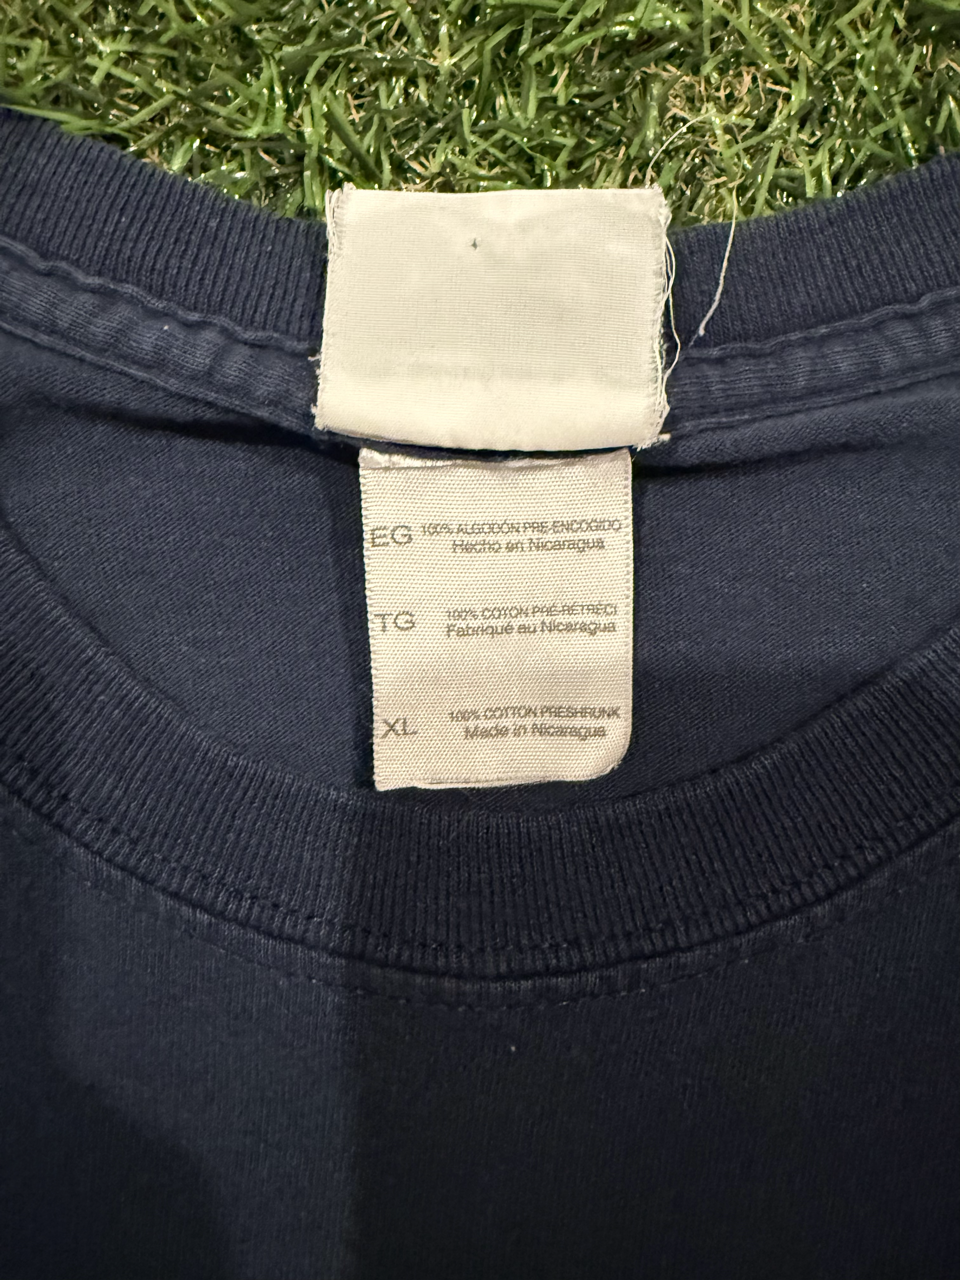 EG 100% ALGODÓN PRE-ENCOGIDO
Hecho en Nicaragua
TG 100% COTON PRÉ-RÉTRÉCI
Fabriqué au Nicaragua
XL 100% COTTON PRESHRUNK
Made in Nicaragua